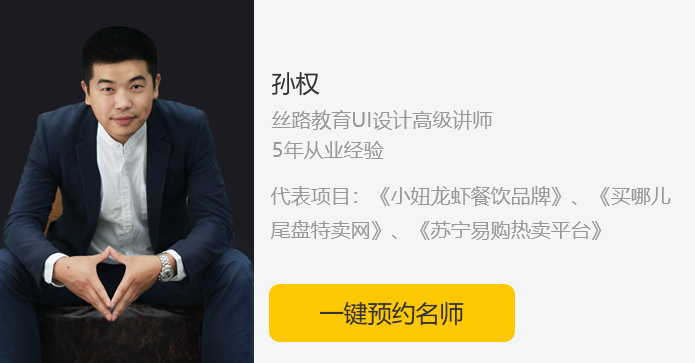 孙权
丝路教育UI设计高级讲师
5年从业经验
代表项目：《小妞龙虾餐饮品牌》、《买哪儿
尾盘特卖网》、《苏宁易购热卖平台》
一键预约名师